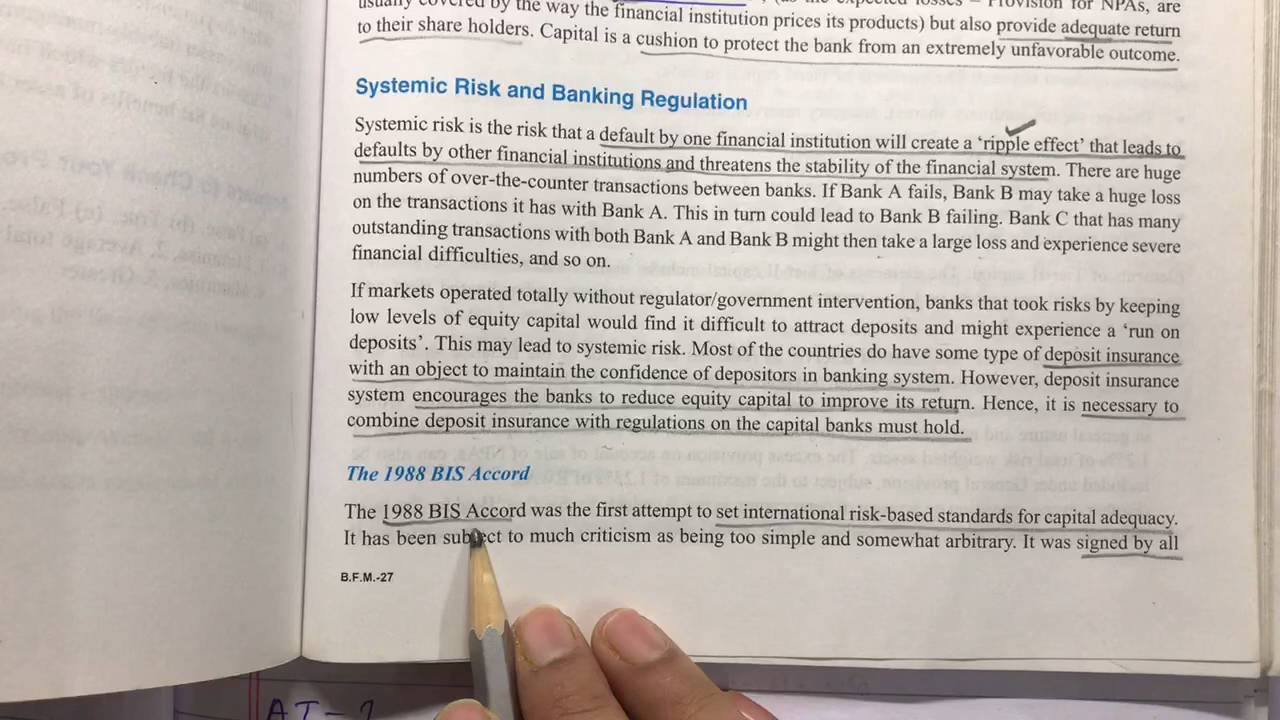 usually covered by the way the financial institution prices its products) but also provide adequate return
to their share holders. Capital is a cushion to protect the bank from an extremely unfavorable outcome.
Systemic Risk and Banking Regulation
Systemic risk is the risk that a default by one financial institution will create a ‘ripple effect’ that leads to
defaults by other financial institutions and threatens the stability of the financial system. There are huge
numbers of over-the-counter transactions between banks. If Bank A fails, Bank B may take a huge loss
on the transactions it has with Bank A. This in turn could lead to Bank B failing. Bank C that has many
outstanding transactions with both Bank A and Bank B might then take a large loss and experience severe
financial difficulties, and so on.
If markets operated totally without regulator/government intervention, banks that took risks by keeping
low levels of equity capital would find it difficult to attract deposits and might experience a ‘run on
deposits’. This may lead to systemic risk. Most of the countries do have some type of deposit insurance
with an object to maintain the confidence of depositors in banking system. However, deposit insurance
system encourages the banks to reduce equity capital to improve its return. Hence, it is necessary to
combine deposit insurance with regulations on the capital banks must hold.
The 1988 BIS Accord
The 1988 BIS Accord was the first attempt to set international risk-based standards for capital adequacy.
It has been subject to much criticism as being too simple and somewhat arbitrary. It was signed by all
B.F.M.-27